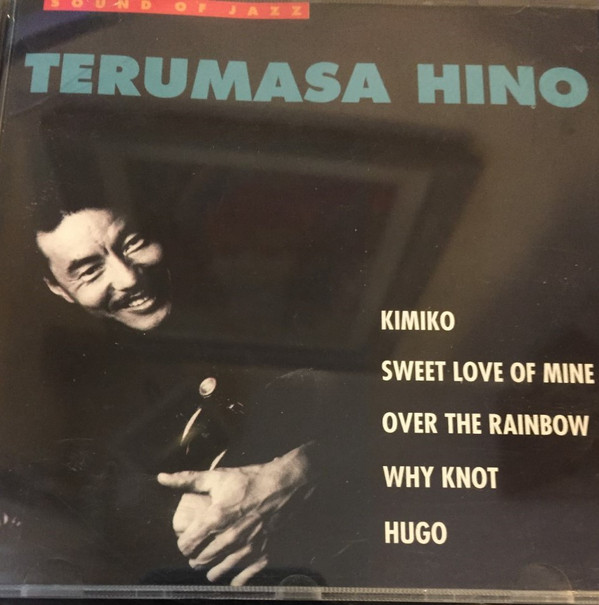 SOUND OF JAZZ
TERUMASA HINO
KIMIKO
SWEET LOVE OF MINE
OVER THE RAINBOW
WHY KNOT
HUGO